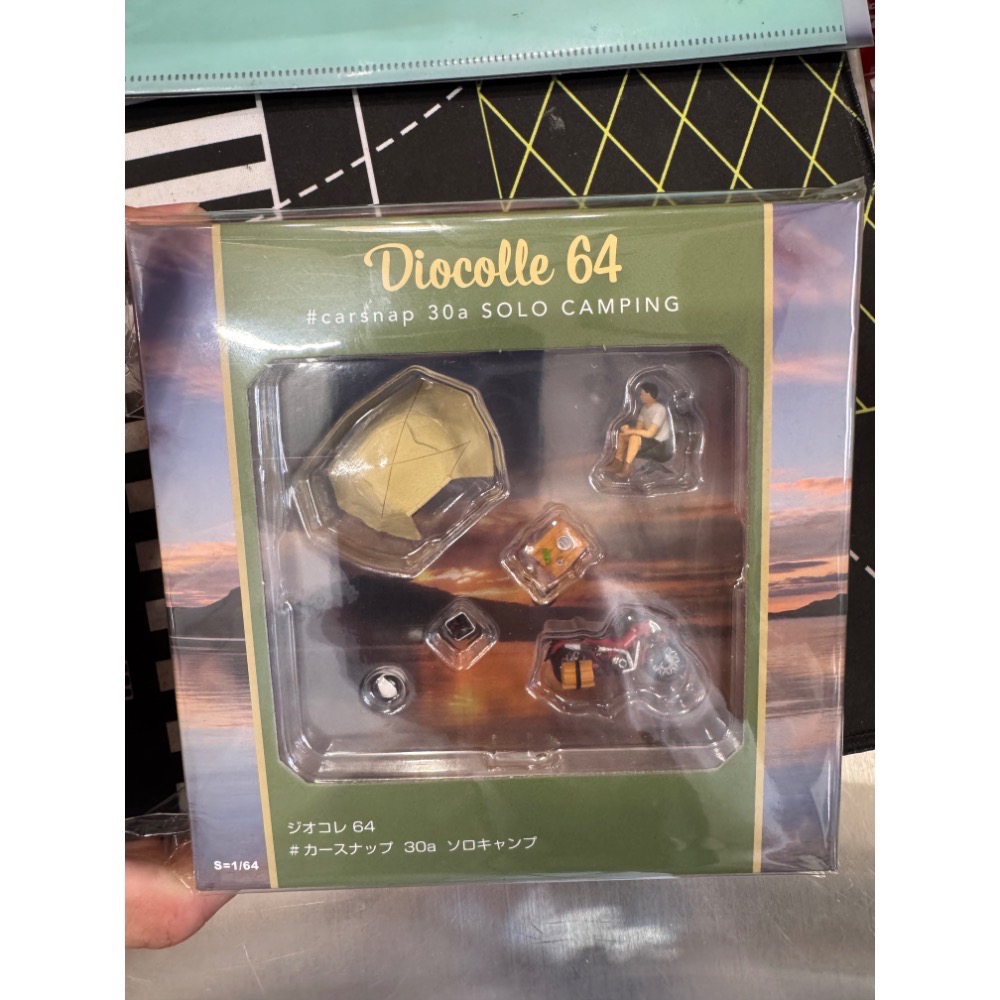 Diocolle 64
#carsnap 30a SOLO CAMPING
ジオコレ 64
#カースナップ 30a ソロキャンプ
S=1/64